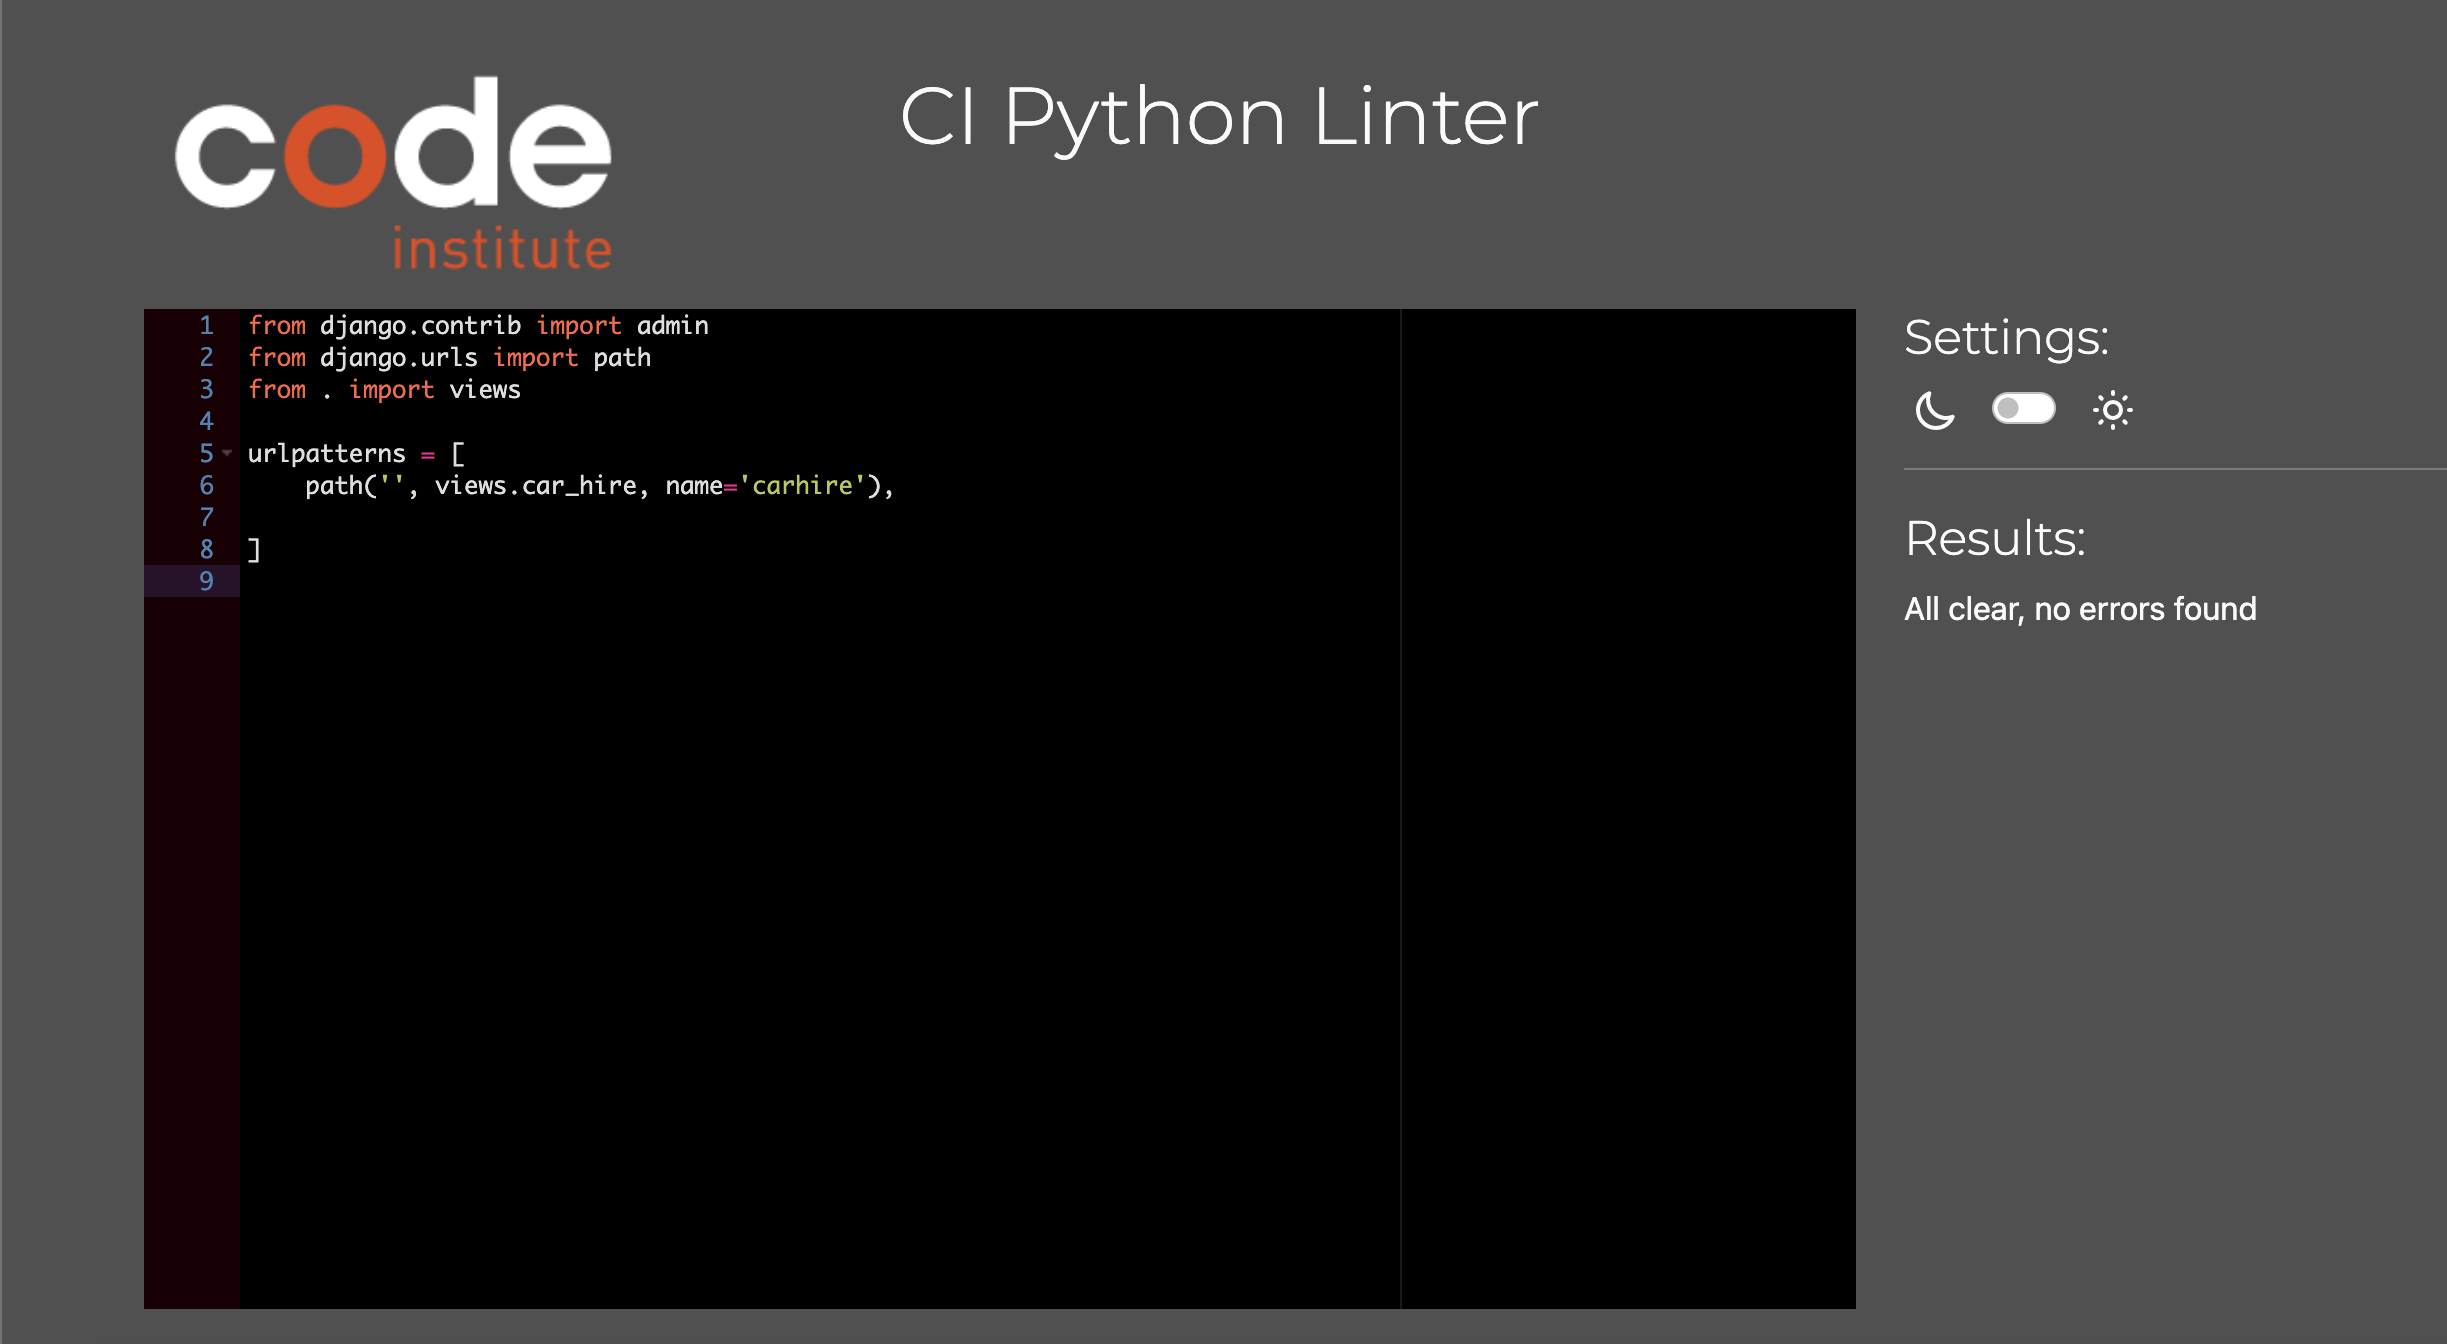 code
institute
CI Python Linter
1 from django.contrib import admin
2 from django.urls import path
3 from . import views
4
5 urlpatterns = [
6     path('', views.car_hire, name='carhire'),
7
8 ]
9
Settings:
Results:
All clear, no errors found